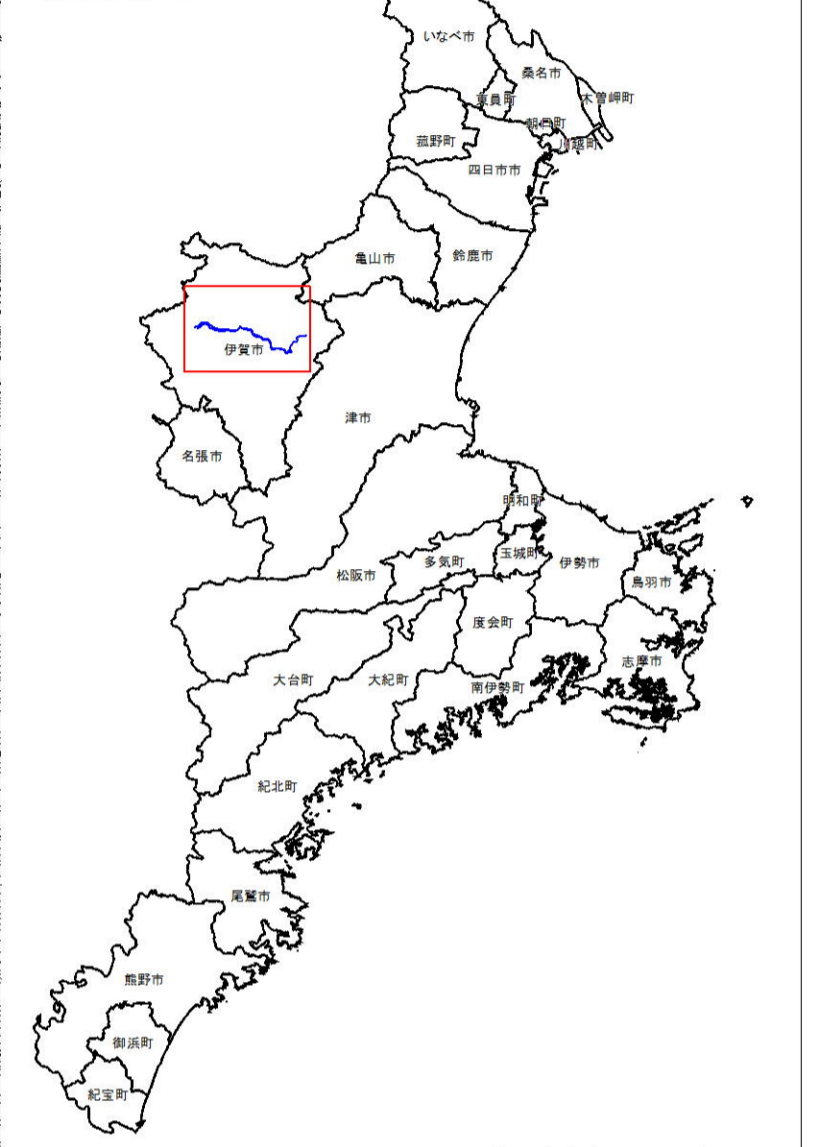 いなべ市
桑名市
東員町
木曽岬町
朝日町
菰野町
川越町
四日市市
亀山市
鈴鹿市
伊賀市
津市
名張市
明和町
玉城町
多気町
伊勢市
松阪市
鳥羽市
度会町
志摩市
大台町
大紀町
南伊勢町
紀北町
尾鷲市
熊野市
御浜町
紀宝町